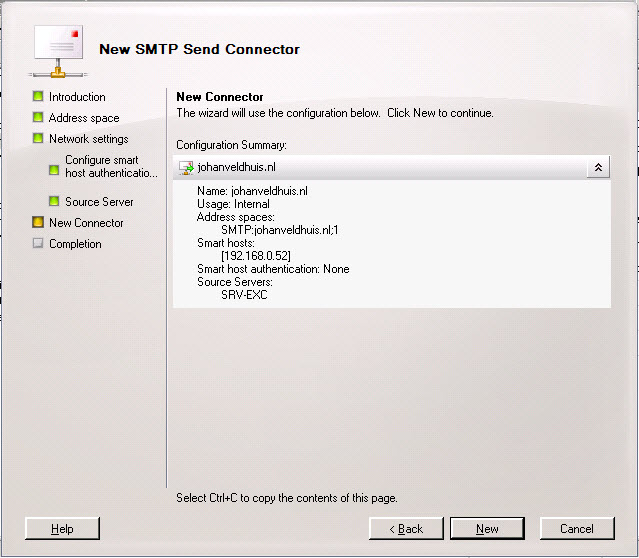 New SMTP Send Connector
Introduction
Address space
Network settings
Configure smart
host authenticatio...
Source Server
New Connector
Completion
New Connector
The wizard will use the configuration below. Click New to continue.
Configuration Summary:
johanveldhuis.nl
Name: johanveldhuis.nl
Usage: Internal
Address spaces:
SMTP:johanveldhuis.nl;1
Smart hosts:
[192.168.0.52]
Smart host authentication: None
Source Servers:
SRV-EXC
Select Ctrl+C to copy the contents of this page.
Help
< Back
New
Cancel